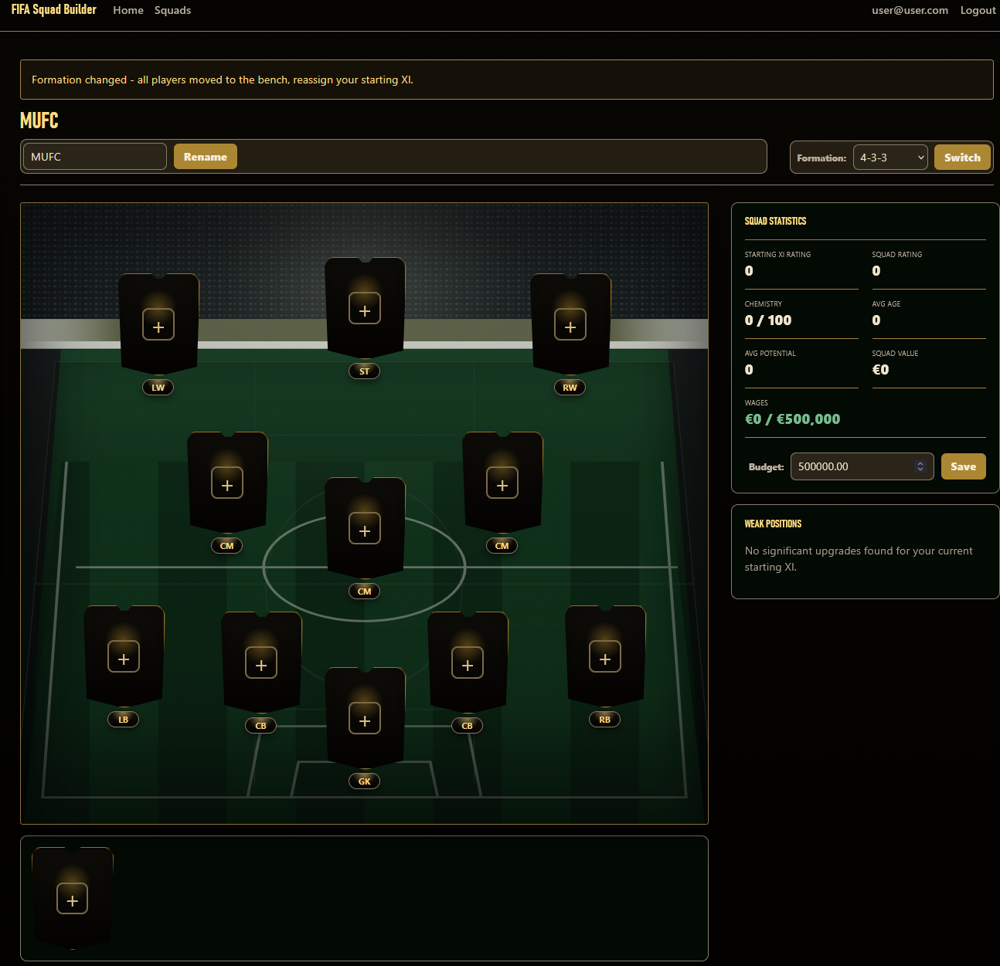 FIFA Squad Builder Home Squads user@user.com Logout
Formation changed - all players moved to the bench, reassign your starting XI.
MUFC
MUFC Rename Formation: 4-3-3 Switch
ST
LW RW
CM CM
CM
LB RB
CB CB
GK
SQUAD STATISTICS
STARTING XI RATING SQUAD RATING
0 0
CHEMISTRY AVG AGE
0 / 100 0
AVG POTENTIAL SQUAD VALUE
0 €0
WAGES
€0 / €500,000
Budget: 500000.00 Save
WEAK POSITIONS
No significant upgrades found for your current
starting XI.